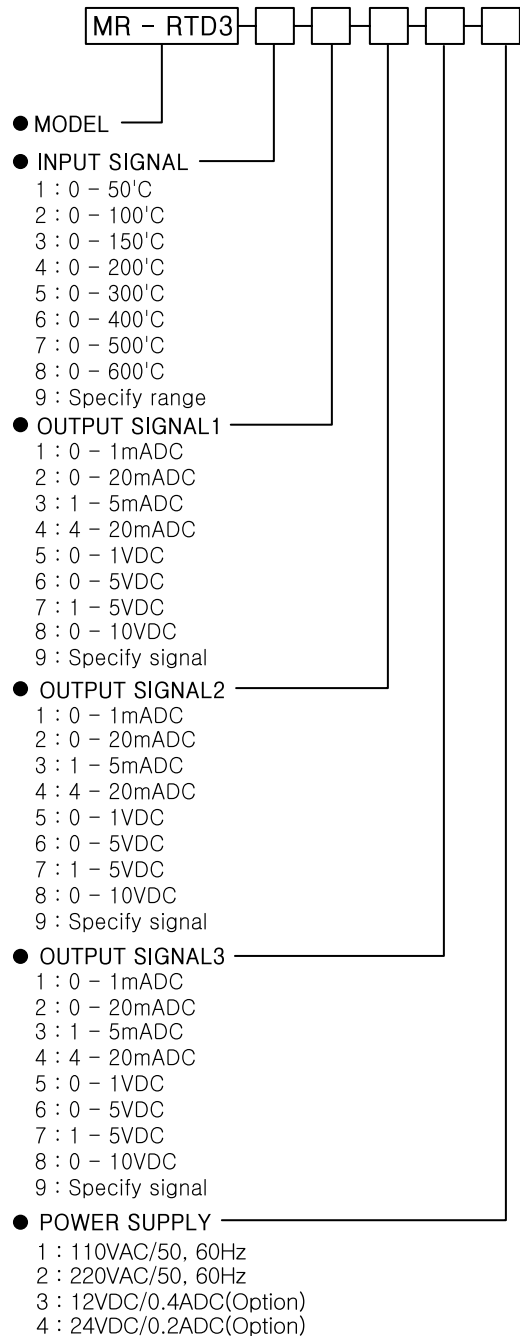 MR - RTD3
● MODEL
● INPUT SIGNAL
1 : 0 - 50'C
2 : 0 - 100'C
3 : 0 - 150'C
4 : 0 - 200'C
5 : 0 - 300'C
6 : 0 - 400'C
7 : 0 - 500'C
8 : 0 - 600'C
9 : Specify range
● OUTPUT SIGNAL1
1 : 0 - 1mADC
2 : 0 - 20mADC
3 : 1 - 5mADC
4 : 4 - 20mADC
5 : 0 - 1VDC
6 : 0 - 5VDC
7 : 1 - 5VDC
8 : 0 - 10VDC
9 : Specify signal
● OUTPUT SIGNAL2
1 : 0 - 1mADC
2 : 0 - 20mADC
3 : 1 - 5mADC
4 : 4 - 20mADC
5 : 0 - 1VDC
6 : 0 - 5VDC
7 : 1 - 5VDC
8 : 0 - 10VDC
9 : Specify signal
● OUTPUT SIGNAL3
1 : 0 - 1mADC
2 : 0 - 20mADC
3 : 1 - 5mADC
4 : 4 - 20mADC
5 : 0 - 1VDC
6 : 0 - 5VDC
7 : 1 - 5VDC
8 : 0 - 10VDC
9 : Specify signal
● POWER SUPPLY
1 : 110VAC/50, 60Hz
2 : 220VAC/50, 60Hz
3 : 12VDC/0.4ADC(Option)
4 : 24VDC/0.2ADC(Option)